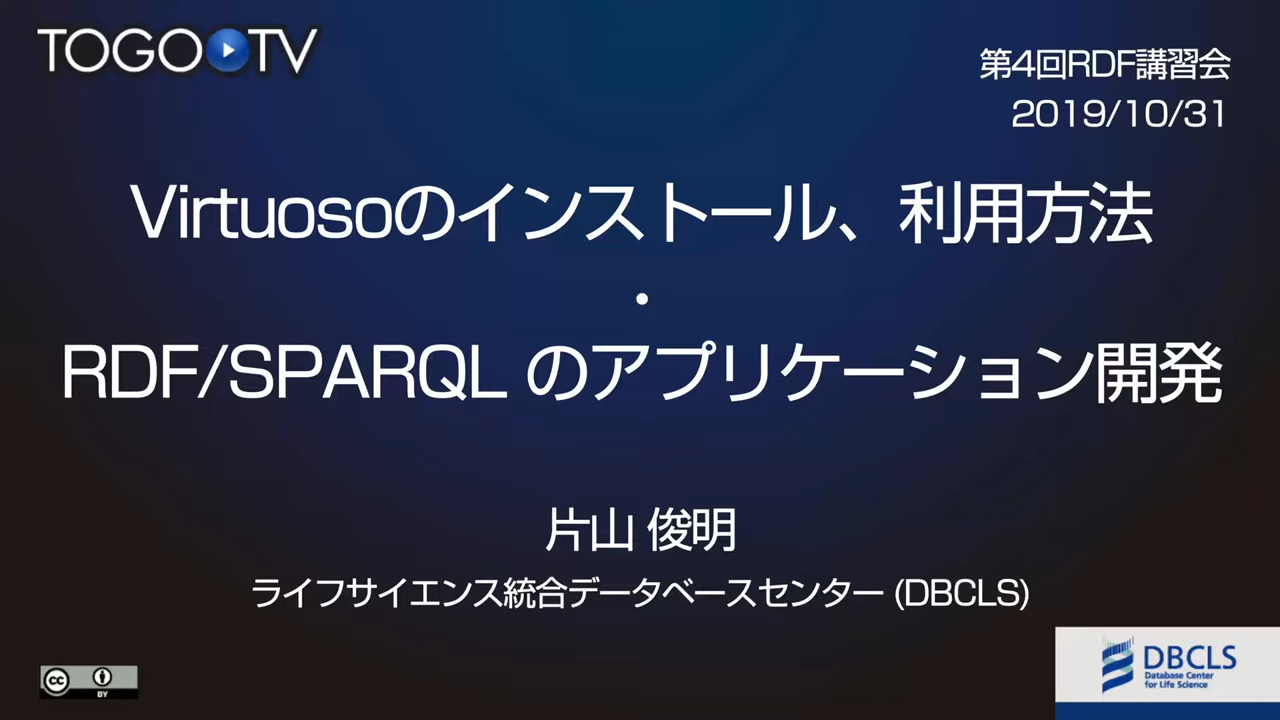 TOGO TV
第4回RDF講習会
2019/10/31
Virtuosoのインストール、利用方法
・
RDF/SPARQL のアプリケーション開発
片山 俊明
ライフサイエンス統合データベースセンター (DBCLS)
cc
BY
DBCLS
Database Center
for Life Science